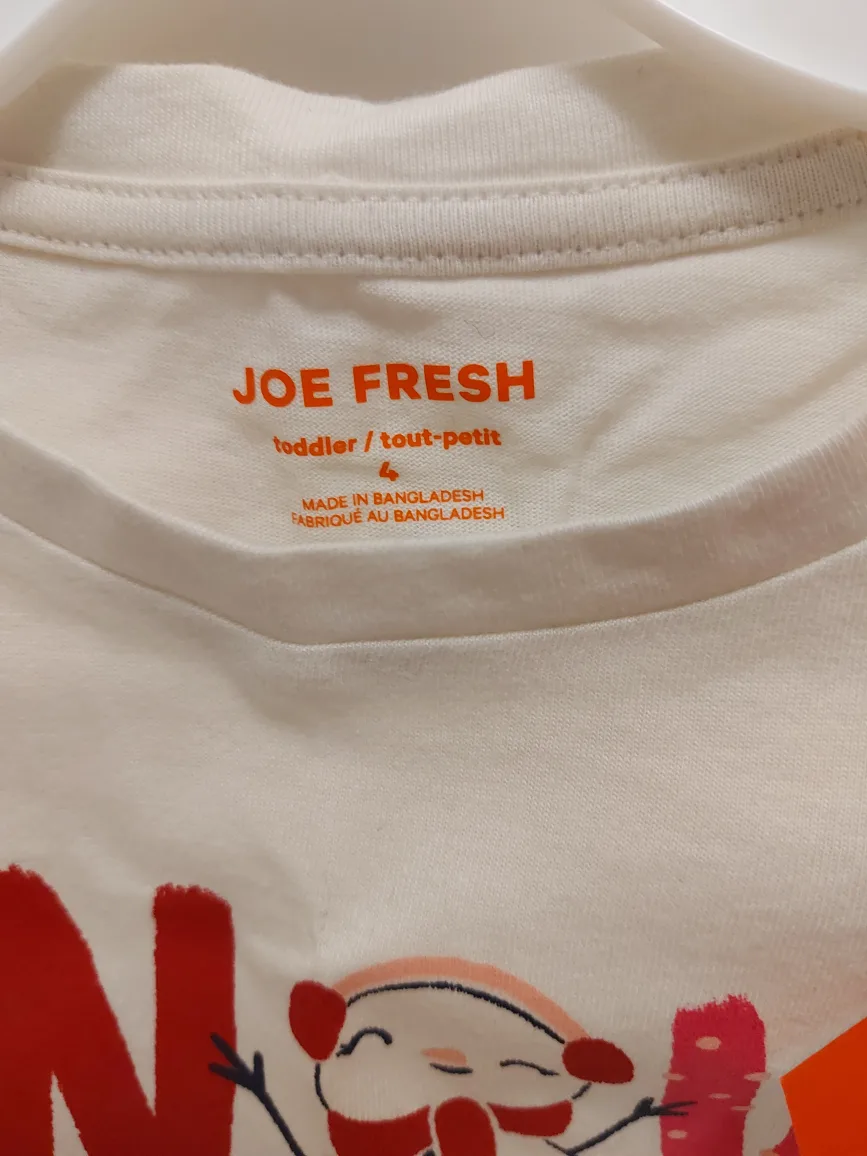 JOE FRESH
toddler / tout-petit
4
MADE IN BANGLADESH
FABRIQUÉ AU BANGLADESH
N